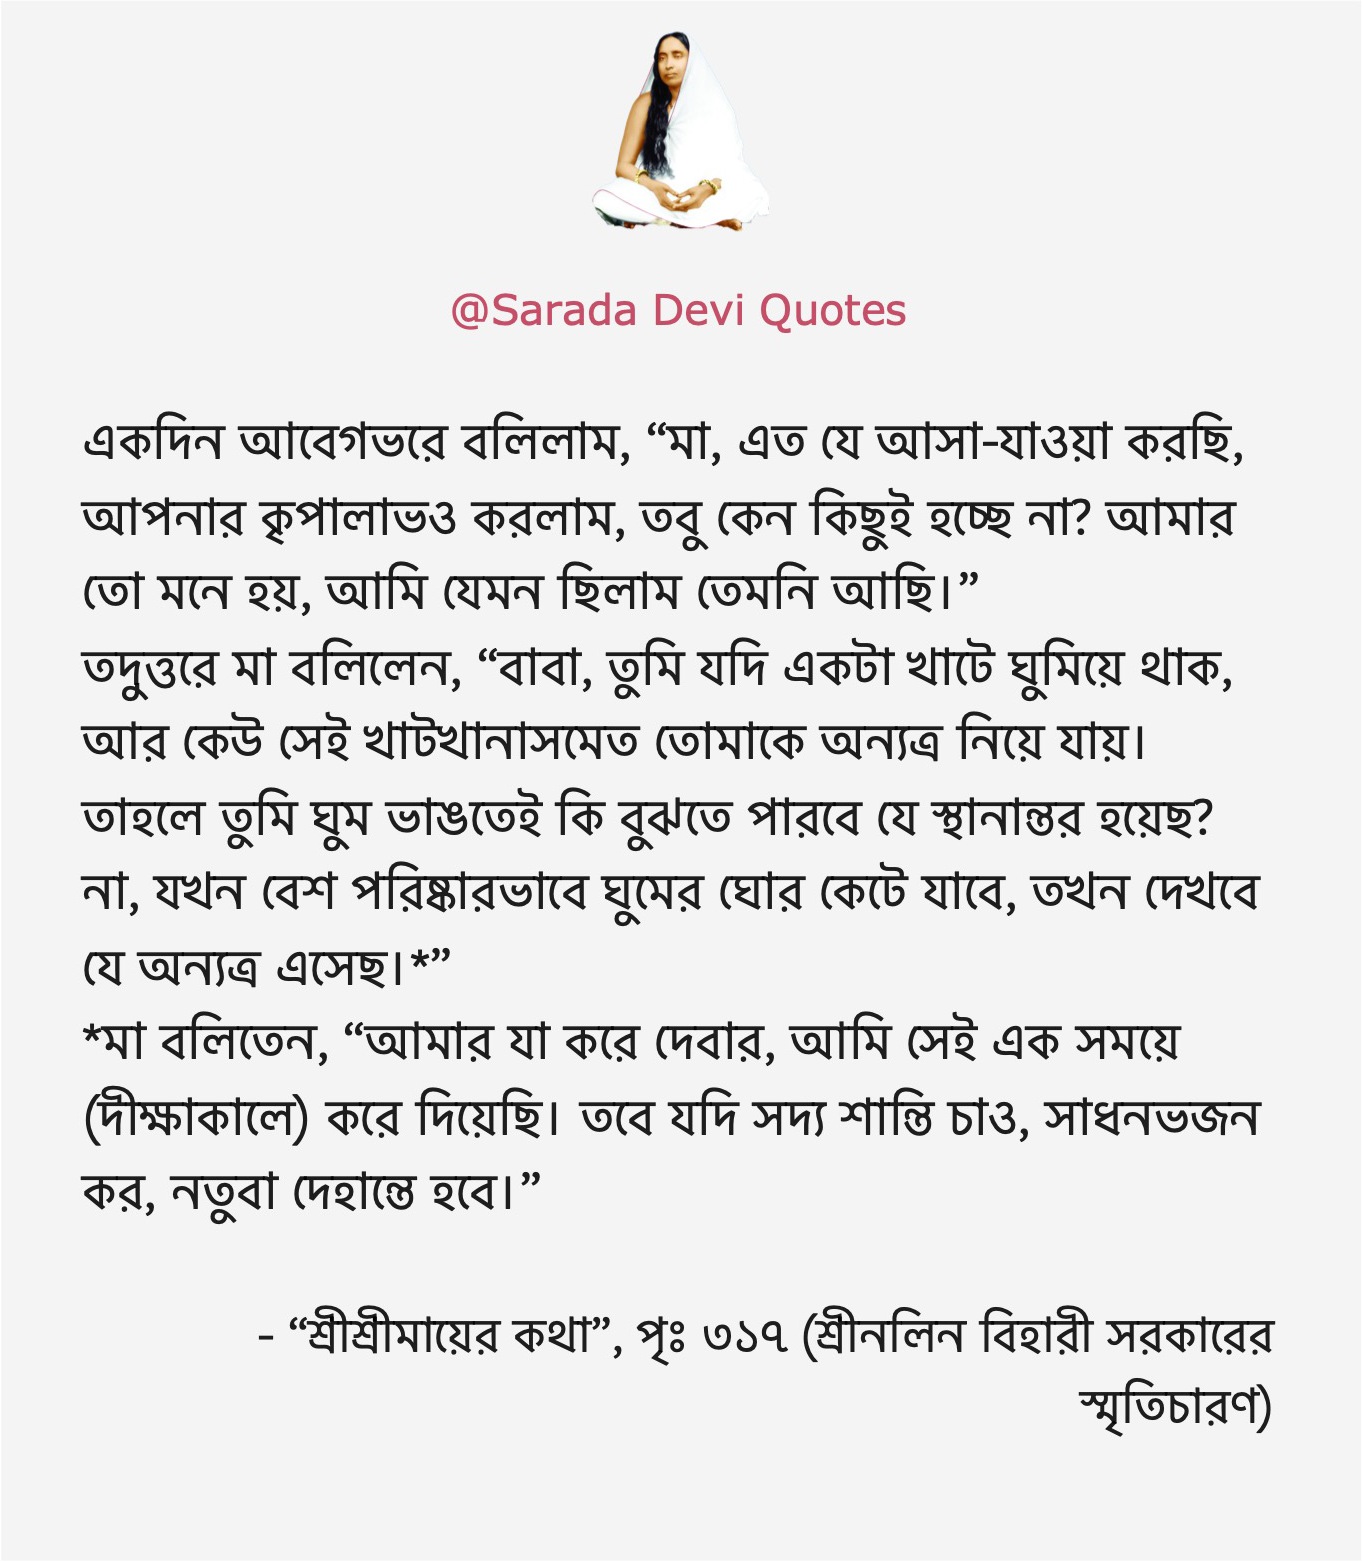 @Sarada Devi Quotes
একদিন আবেগভরে বলিলাম, “মা, এত যে আসা-যাওয়া করছি,
আপনার কৃপালাভও করলাম, তবু কেন কিছুই হচ্ছে না? আমার
তো মনে হয়, আমি যেমন ছিলাম তেমনি আছি।”
তদুত্তরে মা বলিলেন, “বাবা, তুমি যদি একটা খাটে ঘুমিয়ে থাক,
আর কেউ সেই খাটখানাসমেত তোমাকে অন্যত্র নিয়ে যায়।
তাহলে তুমি ঘুম ভাঙতেই কি বুঝতে পারবে যে স্থানান্তর হয়েছ?
না, যখন বেশ পরিষ্কারভাবে ঘুমের ঘোর কেটে যাবে, তখন দেখবে
যে অন্যত্র এসেছ।*”
*মা বলিতেন, “আমার যা করে দেবার, আমি সেই এক সময়ে
(দীক্ষাকালে) করে দিয়েছি। তবে যদি সদ্য শান্তি চাও, সাধনভজন
কর, নতুবা দেহান্তে হবে।”
- “শ্রীশ্রীমায়ের কথা”, পৃঃ ৩১৭ (শ্রীনলিন বিহারী সরকারের
স্মৃতিচারণ)